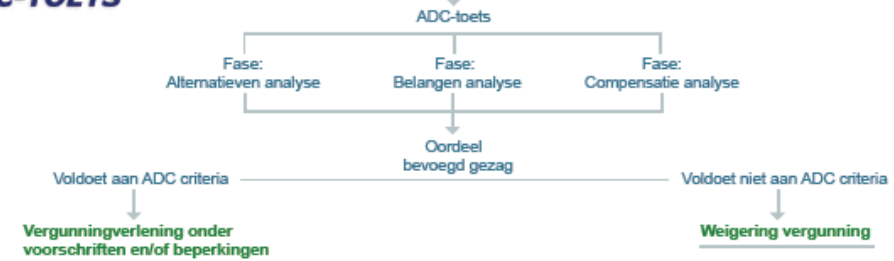 C-TOETS
ADC-toets
Fase:
Alternatieven analyse
Fase:
Belangen analyse
Fase:
Compensatie analyse
Oordeel
bevoegd gezag
Voldoet aan ADC criteria
Voldoet niet aan ADC criteria
Vergunningverlening onder
voorschriften en/of beperkingen
Weigering vergunning